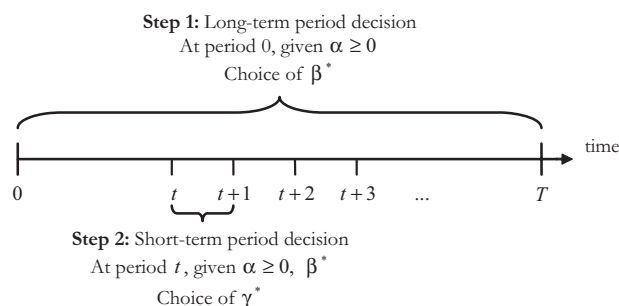 Step 1: Long-term period decision
At period 0, given α ≥ 0
Choice of β*
time
0 t t+1 t+2 t+3 ... T
Step 2: Short-term period decision
At period t, given α ≥ 0, β*
Choice of γ*